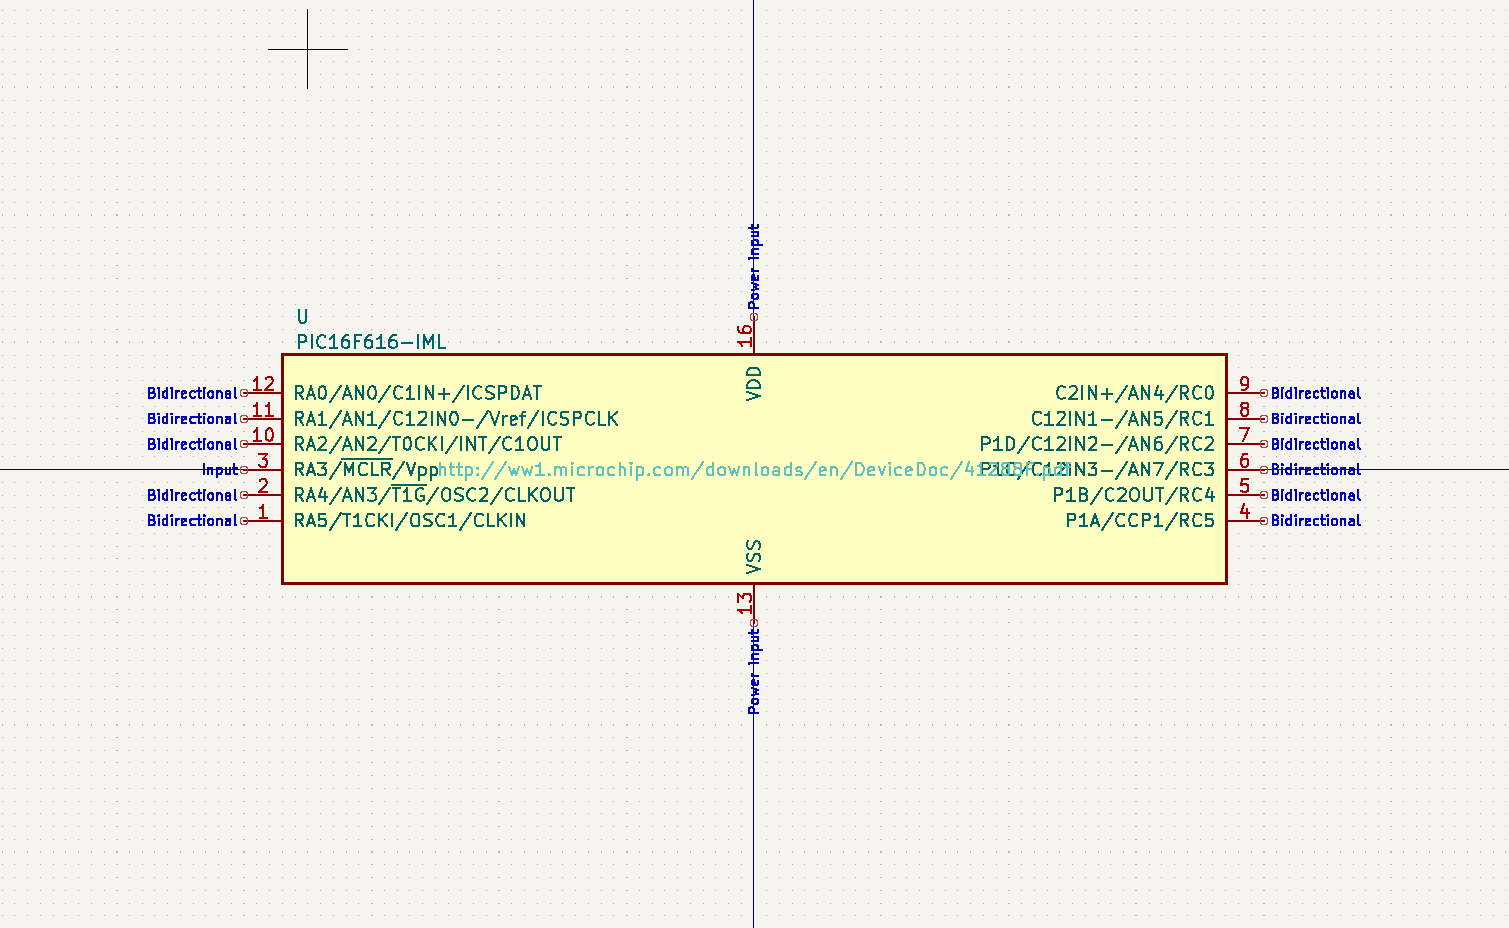 Power Input
16
U
PIC16F616-IML
VDD
Bidirectional 12 RA0/AN0/C1IN+/ICSPDAT C2IN+/AN4/RC0 9 Bidirectional
Bidirectional 11 RA1/AN1/C12IN0-/Vref/ICSPCLK C12IN1-/AN5/RC1 8 Bidirectional
Bidirectional 10 RA2/AN2/T0CKI/INT/C1OUT P1D/C12IN2-/AN6/RC2 7 Bidirectional
Input 3 RA3/MCLR/Vpp http://ww1.microchip.com/downloads/en/DeviceDoc/41288F.pdf P1C/C12IN3-/AN7/RC3 6 Bidirectional
Bidirectional 2 RA4/AN3/T1G/OSC2/CLKOUT P1B/C2OUT/RC4 5 Bidirectional
Bidirectional 1 RA5/T1CKI/OSC1/CLKIN P1A/CCP1/RC5 4 Bidirectional
VSS
13
Power Input